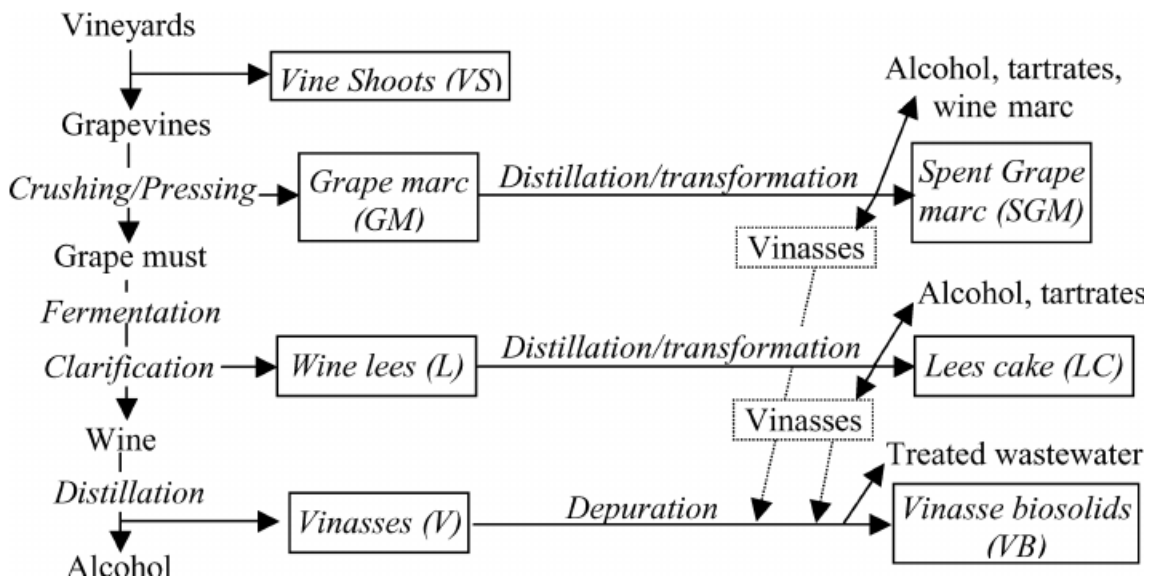 Vineyards
Vine Shoots (VS)
Alcohol, tartrates,
wine marc
Grapevines
Crushing/Pressing
Grape marc
(GM)
Distillation/transformation
Spent Grape
marc (SGM)
Vinasses
Grape must
Fermentation
Alcohol, tartrates
Clarification
Wine lees (L)
Distillation/transformation
Lees cake (LC)
Vinasses
Wine
Treated wastewater
Distillation
Vinasses (V)
Depuration
Vinasse biosolids
(VB)
Alcohol